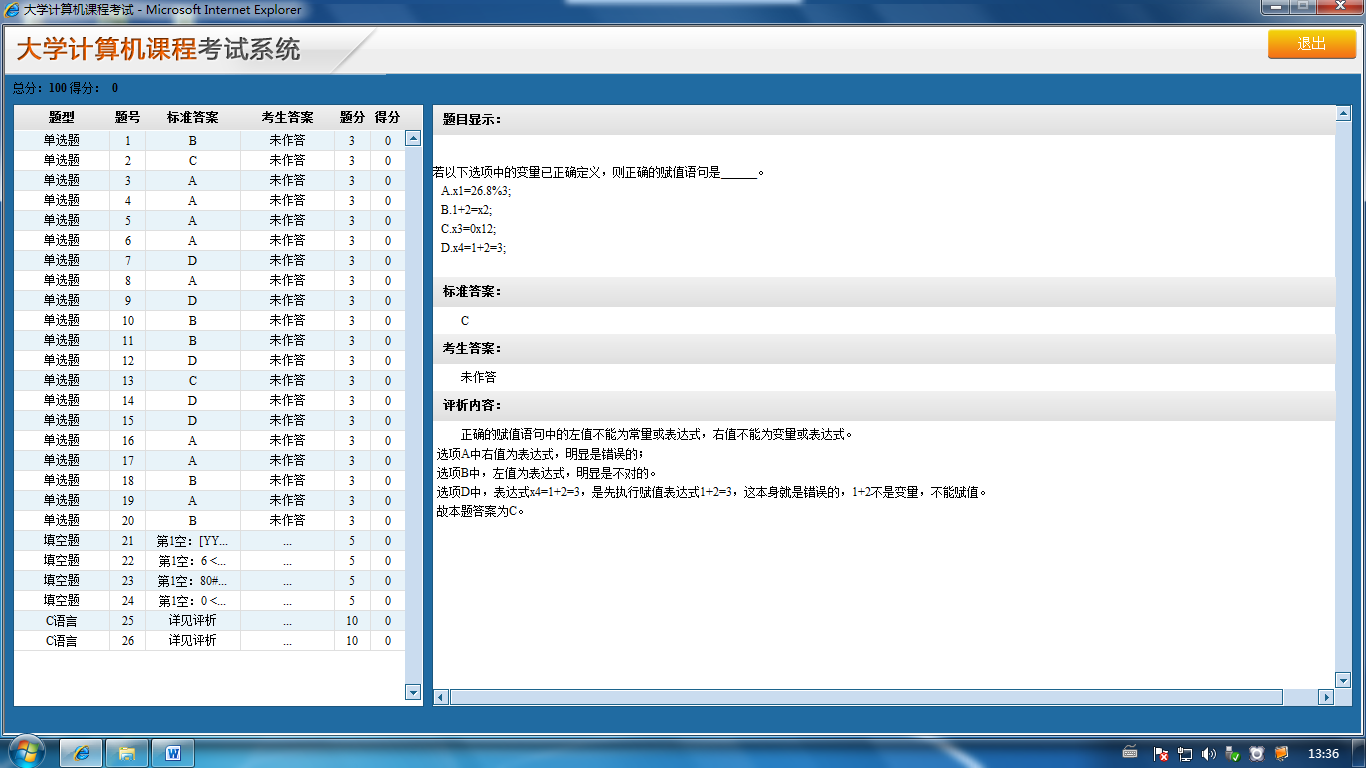 大学计算机课程考试 - Microsoft Internet Explorer
大学计算机课程考试系统
退出
总分：100 得分： 0
题型 题号 标准答案 考生答案 题分 得分
单选题 1 B 未作答 3 0
单选题 2 C 未作答 3 0
单选题 3 A 未作答 3 0
单选题 4 A 未作答 3 0
单选题 5 A 未作答 3 0
单选题 6 A 未作答 3 0
单选题 7 D 未作答 3 0
单选题 8 A 未作答 3 0
单选题 9 D 未作答 3 0
单选题 10 B 未作答 3 0
单选题 11 B 未作答 3 0
单选题 12 D 未作答 3 0
单选题 13 C 未作答 3 0
单选题 14 D 未作答 3 0
单选题 15 D 未作答 3 0
单选题 16 A 未作答 3 0
单选题 17 A 未作答 3 0
单选题 18 B 未作答 3 0
单选题 19 A 未作答 3 0
单选题 20 B 未作答 3 0
填空题 21 第1空：[YY... ... 5 0
填空题 22 第1空：6 <... ... 5 0
填空题 23 第1空：80#... ... 5 0
填空题 24 第1空：0 <... ... 5 0
C语言 25 详见评析 ... 10 0
C语言 26 详见评析 ... 10 0
题目显示：
若以下选项中的变量已正确定义，则正确的赋值语句是______。
A.x1=26.8%3;
B.1+2=x2;
C.x3=0x12;
D.x4=1+2=3;
标准答案：
C
考生答案：
未作答
评析内容：
正确的赋值语句中的左值不能为常量或表达式，右值不能为变量或表达式。
选项A中右值为表达式，明显是错误的；
选项B中，左值为表达式，明显是不对的。
选项D中，表达式x4=1+2=3，是先执行赋值表达式1+2=3，这本身就是错误的，1+2不是变量，不能赋值。
故本题答案为C。
13:36